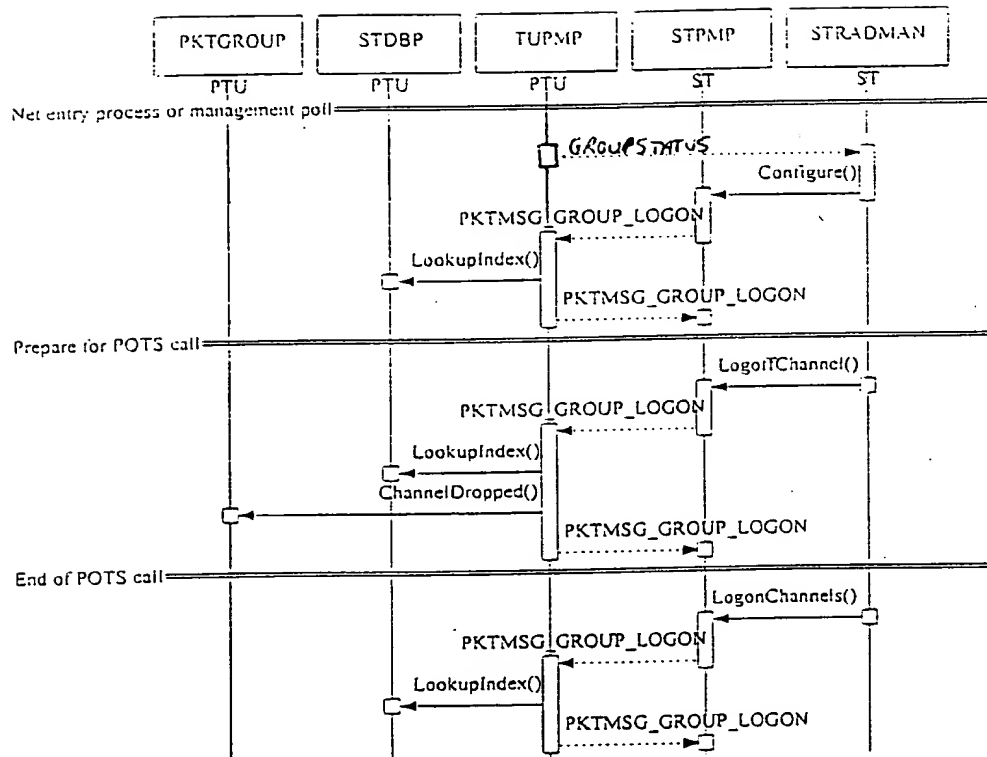 PKTGROUP STDBP TUPMP STPMP STRADMAN
PTU PTU PTU ST ST
Net entry process or management poll
GROUPSTATUS
Configure()
PKTMSG_GROUP_LOGON
LookupIndex()
PKTMSG_GROUP_LOGON
Prepare for POTS call
LogoffChannel()
PKTMSG_GROUP_LOGON
LookupIndex()
ChannelDropped()
PKTMSG_GROUP_LOGON
End of POTS call
LogonChannels()
PKTMSG_GROUP_LOGON
LookupIndex()
PKTMSG_GROUP_LOGON